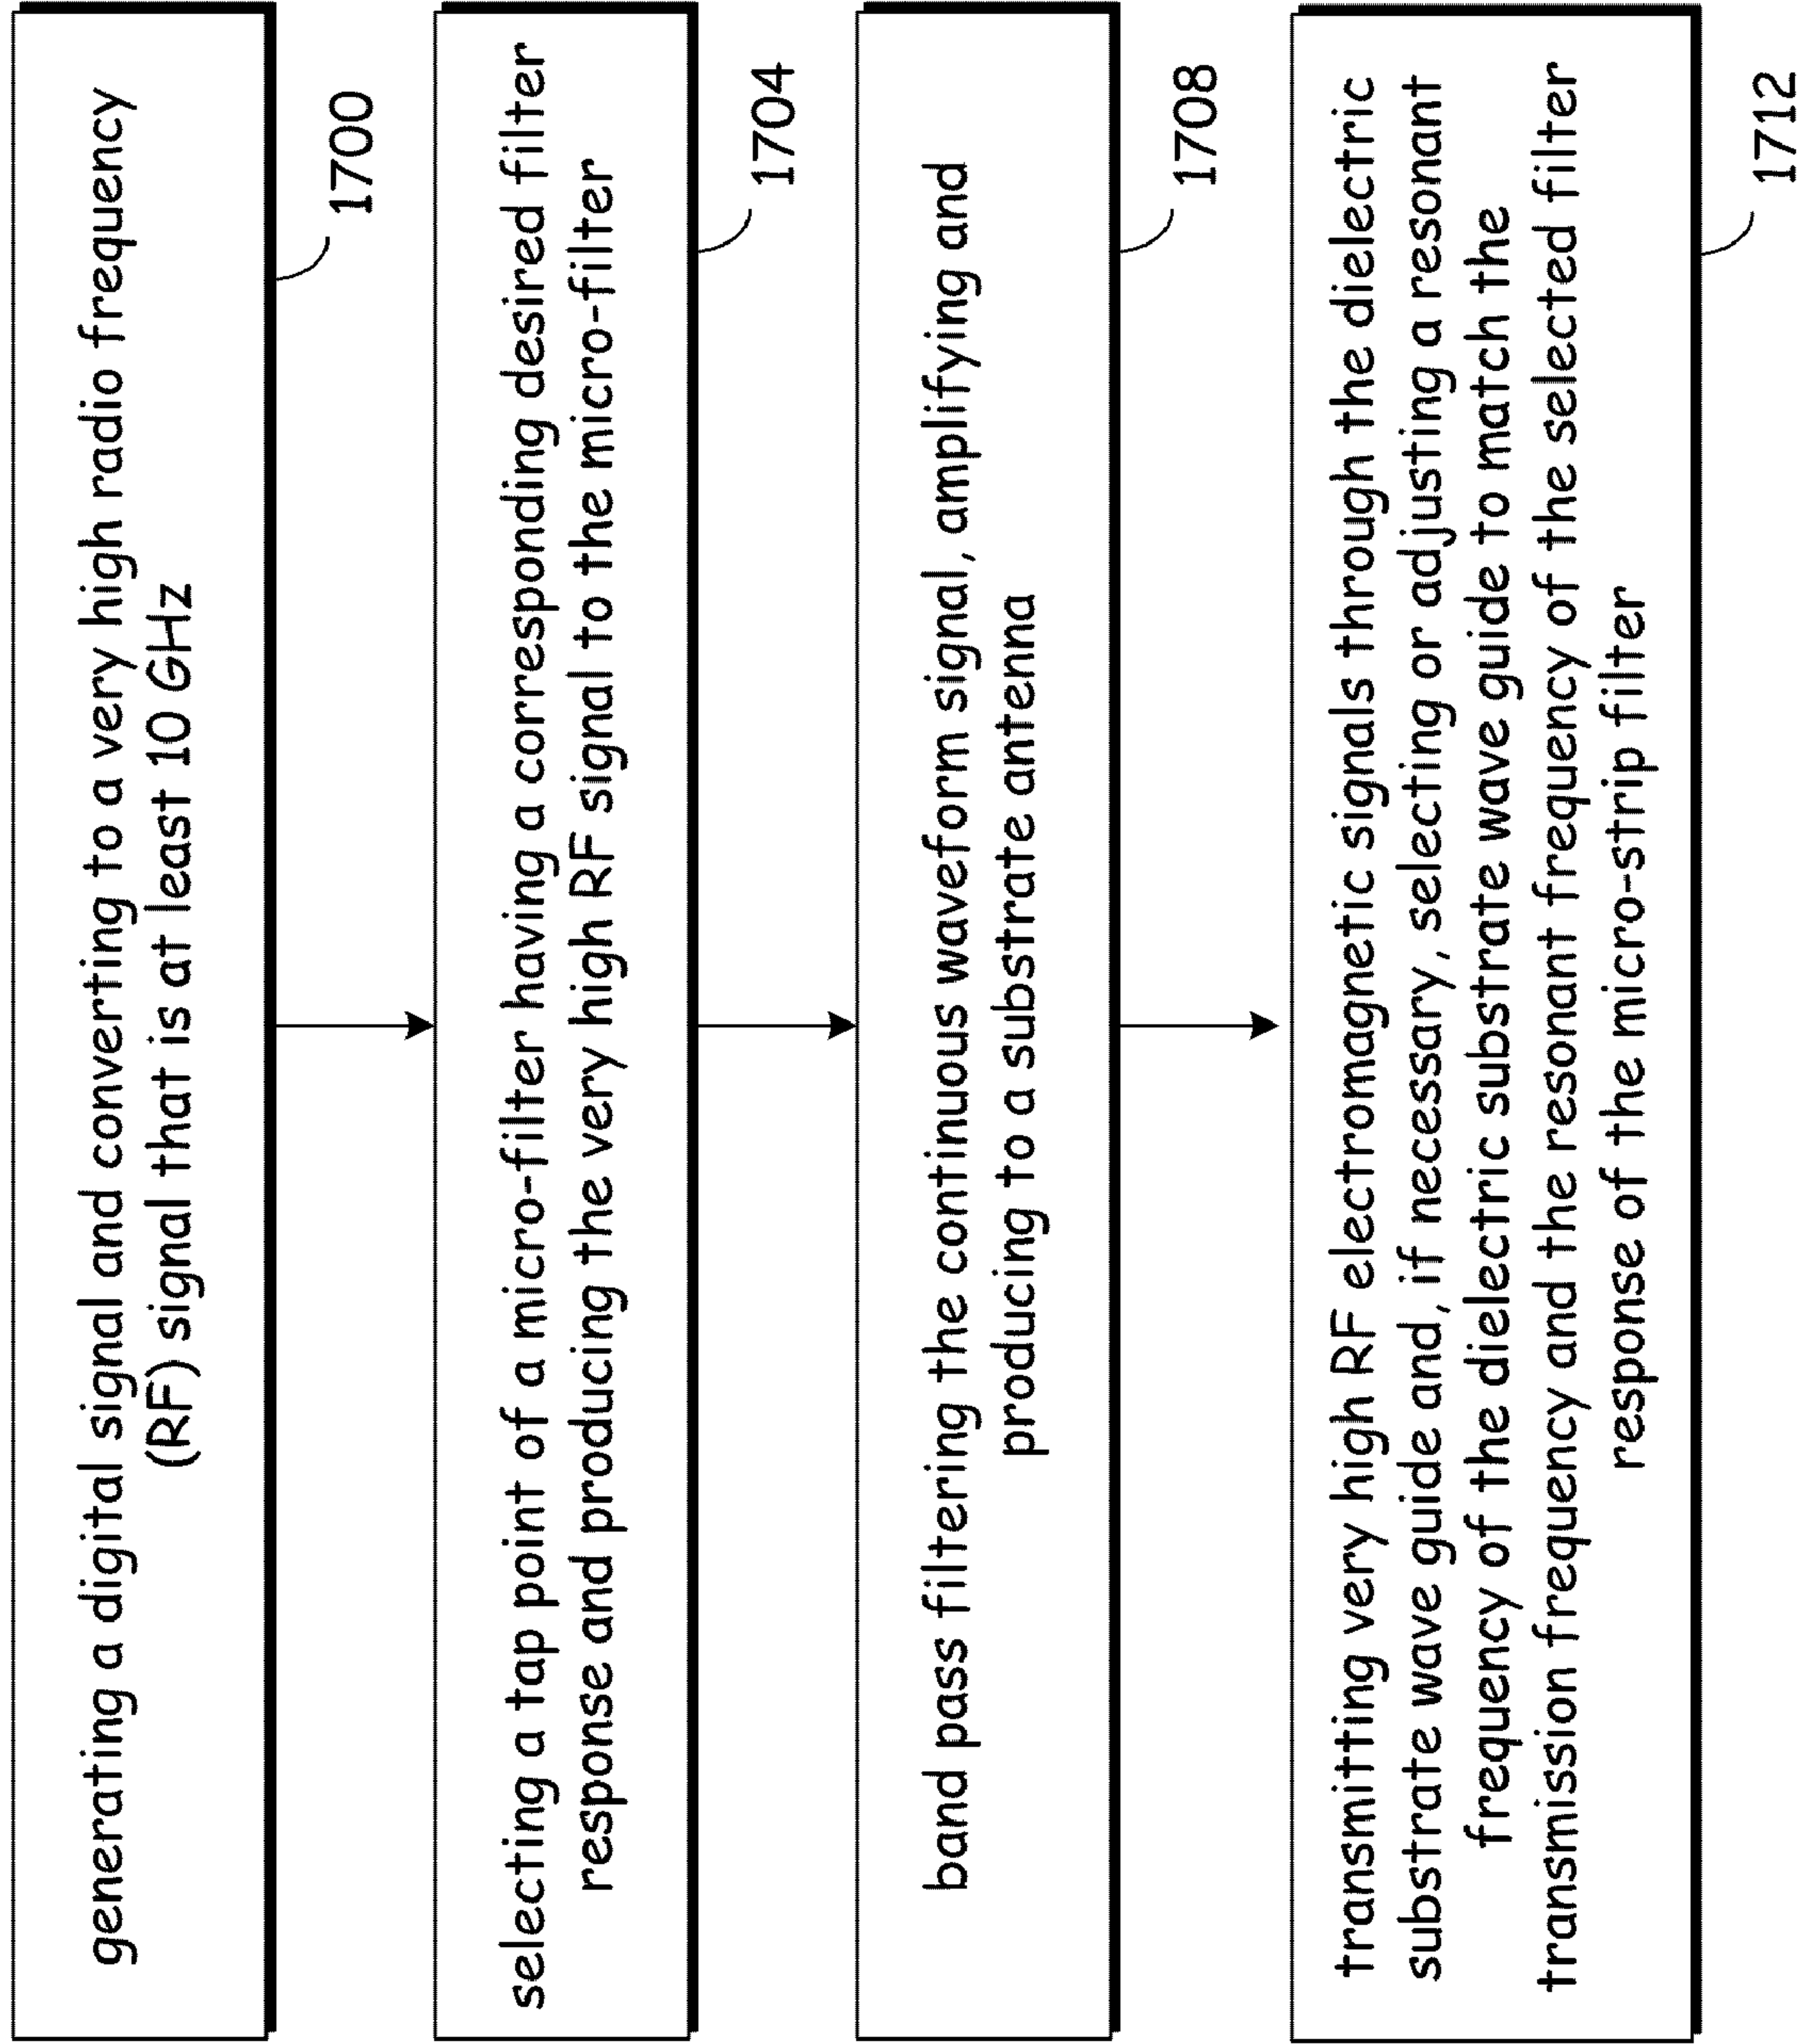 generating a digital signal and converting to a very high radio frequency
(RF) signal that is at least 10 GHz
1700
selecting a tap point of a micro-filter having a corresponding desired filter
response and producing the very high RF signal to the micro-filter
1704
band pass filtering the continuous waveform signal, amplifying and
producing to a substrate antenna
1708
transmitting very high RF electromagnetic signals through the dielectric
substrate wave guide and, if necessary, selecting or adjusting a resonant
frequency of the dielectric substrate wave guide to match the
transmission frequency and the resonant frequency of the selected filter
response of the micro-strip filter
1712